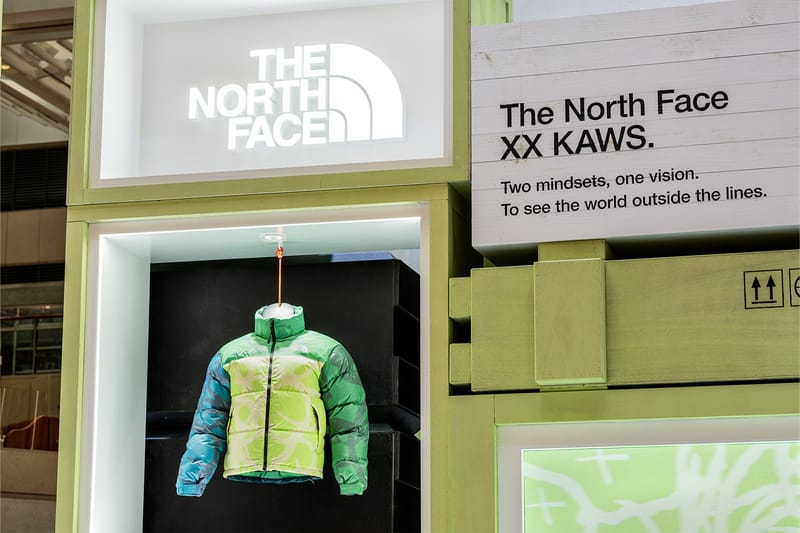 THE
NORTH
FACE
The North Face
XX KAWS.
Two mindsets, one vision.
To see the world outside the lines.